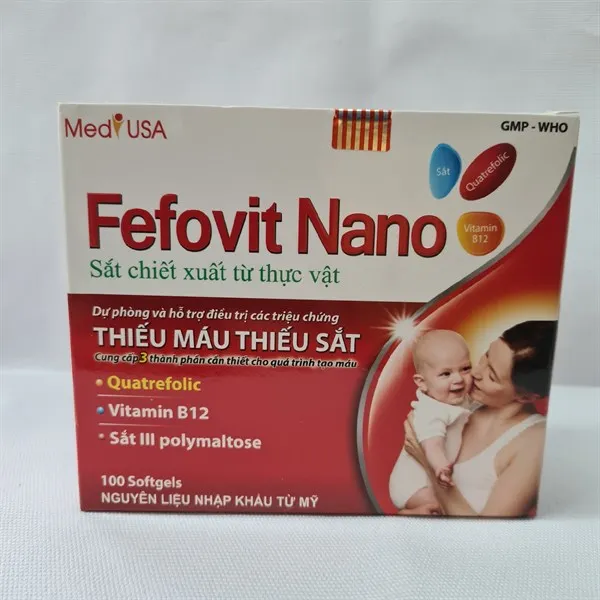 Medi USA
GMP - WHO
Sắt
Quatrefolic
Vitamin
B12
Fefovit Nano
Sắt chiết xuất từ thực vật
Dự phòng và hỗ trợ điều trị các triệu chứng
THIẾU MÁU THIẾU SẮT
Cung cấp 3 thành phần cần thiết cho quá trình tạo máu
• Quatrefolic
• Vitamin B12
• Sắt III polymaltose
100 Softgels
NGUYÊN LIỆU NHẬP KHẨU TỪ MỸ